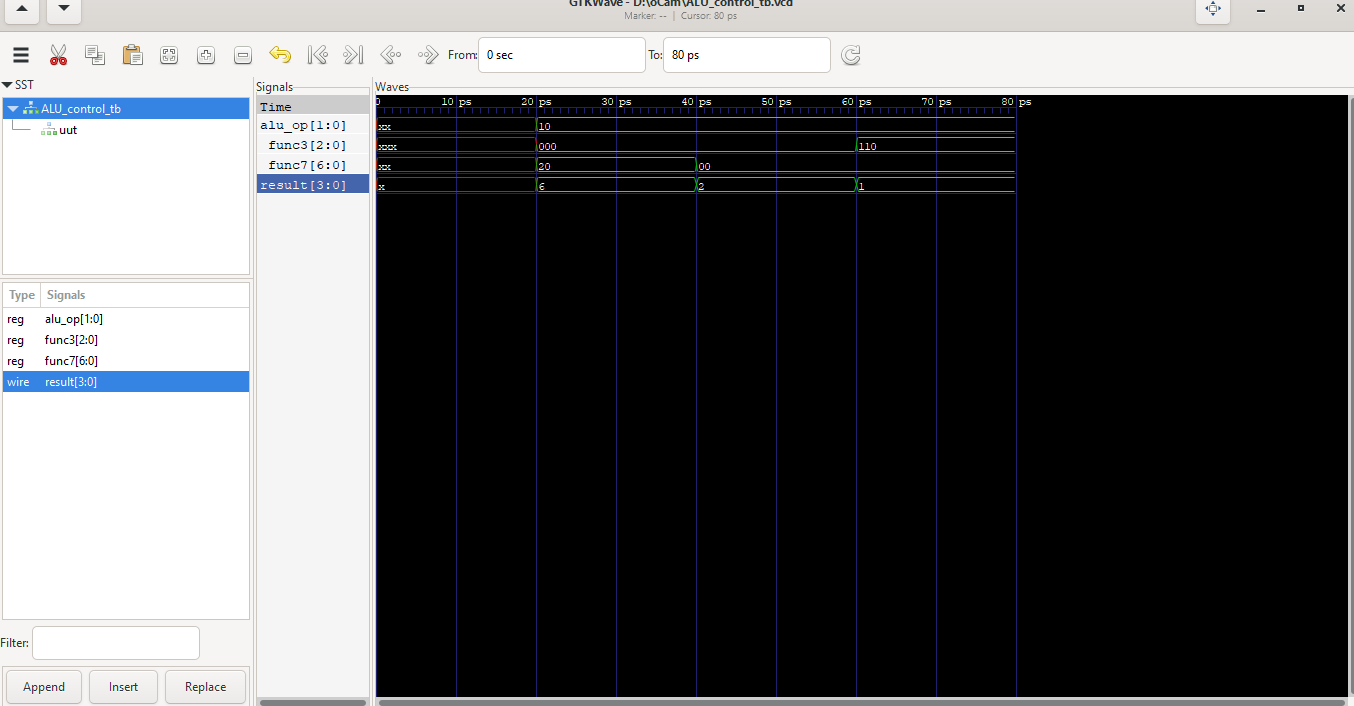 GTKWave - D:\oCam\ALU_control_tb.vcd
Marker: -- | Cursor: 80 ps
From: 0 sec To: 80 ps
SST
ALU_control_tb
uut
Type Signals
reg alu_op[1:0]
reg func3[2:0]
reg func7[6:0]
wire result[3:0]
Filter:
Append Insert Replace
Signals
Time
alu_op[1:0]
func3[2:0]
func7[6:0]
result[3:0]
Waves
0 10 ps 20 ps 30 ps 40 ps 50 ps 60 ps 70 ps 80 ps
xx 10
xxx 000 110
xx 20 00
x 6 2 1